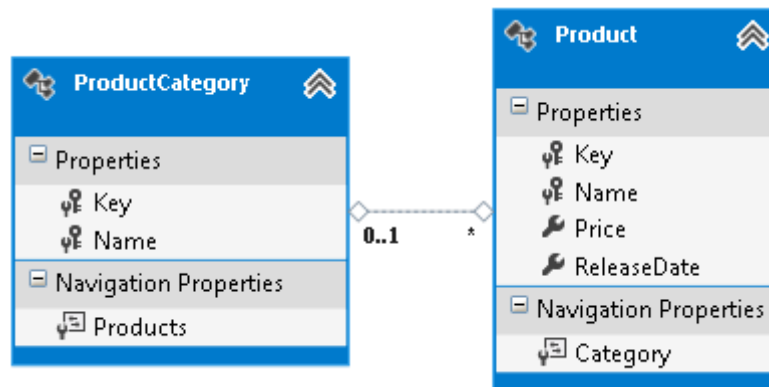 ProductCategory
Properties
Key
Name
Navigation Properties
Products
0..1 *
Product
Properties
Key
Name
Price
ReleaseDate
Navigation Properties
Category